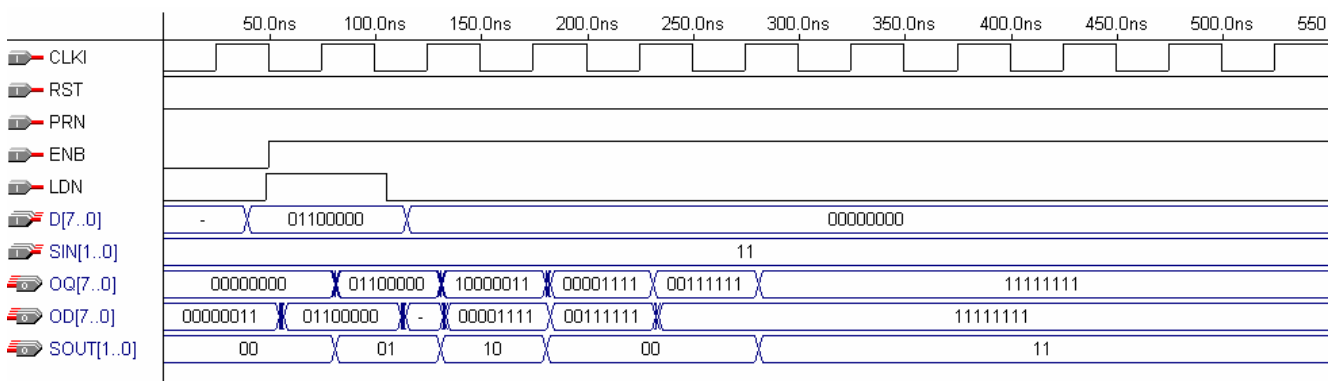 50.0ns 100.0ns 150.0ns 200.0ns 250.0ns 300.0ns 350.0ns 400.0ns 450.0ns 500.0ns 550
CLKI
RST
PRN
ENB
LDN
D[7..0] - 01100000 00000000
SIN[1..0] 11
OQ[7..0] 00000000 01100000 10000011 00001111 00111111 11111111
OD[7..0] 00000011 01100000 - 00001111 00111111 11111111
SOUT[1..0] 00 01 10 00 11